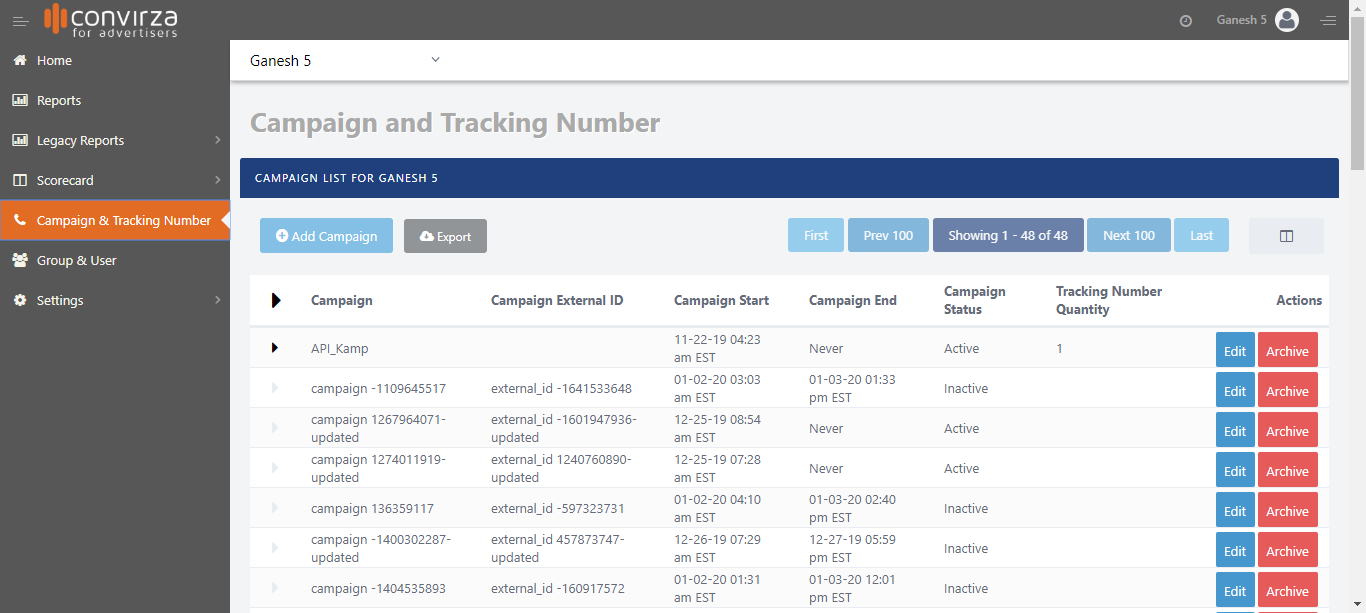 convirza
for advertisers
Ganesh 5
Home
Reports
Legacy Reports
Scorecard
Campaign & Tracking Number
Group & User
Settings
Ganesh 5
Campaign and Tracking Number
CAMPAIGN LIST FOR GANESH 5
Add Campaign
Export
First
Prev 100
Showing 1 - 48 of 48
Next 100
Last
Campaign
Campaign External ID
Campaign Start
Campaign End
Campaign
Status
Tracking Number
Quantity
Actions
API_Kamp
11-22-19 04:23
am EST
Never
Active
1
Edit
Archive
campaign -1109645517
external_id -1641533648
01-02-20 03:03
am EST
01-03-20 01:33
pm EST
Inactive
Edit
Archive
campaign 1267964071-
updated
external_id -1601947936-
updated
12-25-19 08:54
am EST
Never
Active
Edit
Archive
campaign 1274011919-
updated
external_id 1240760890-
updated
12-25-19 07:28
am EST
Never
Active
Edit
Archive
campaign 136359117
external_id -597323731
01-02-20 04:10
am EST
01-03-20 02:40
pm EST
Inactive
Edit
Archive
campaign -1400302287-
updated
external_id 457873747-
updated
12-26-19 07:29
am EST
12-27-19 05:59
pm EST
Inactive
Edit
Archive
campaign -1404535893
external_id -160917572
01-02-20 01:31
am EST
01-03-20 12:01
pm EST
Inactive
Edit
Archive